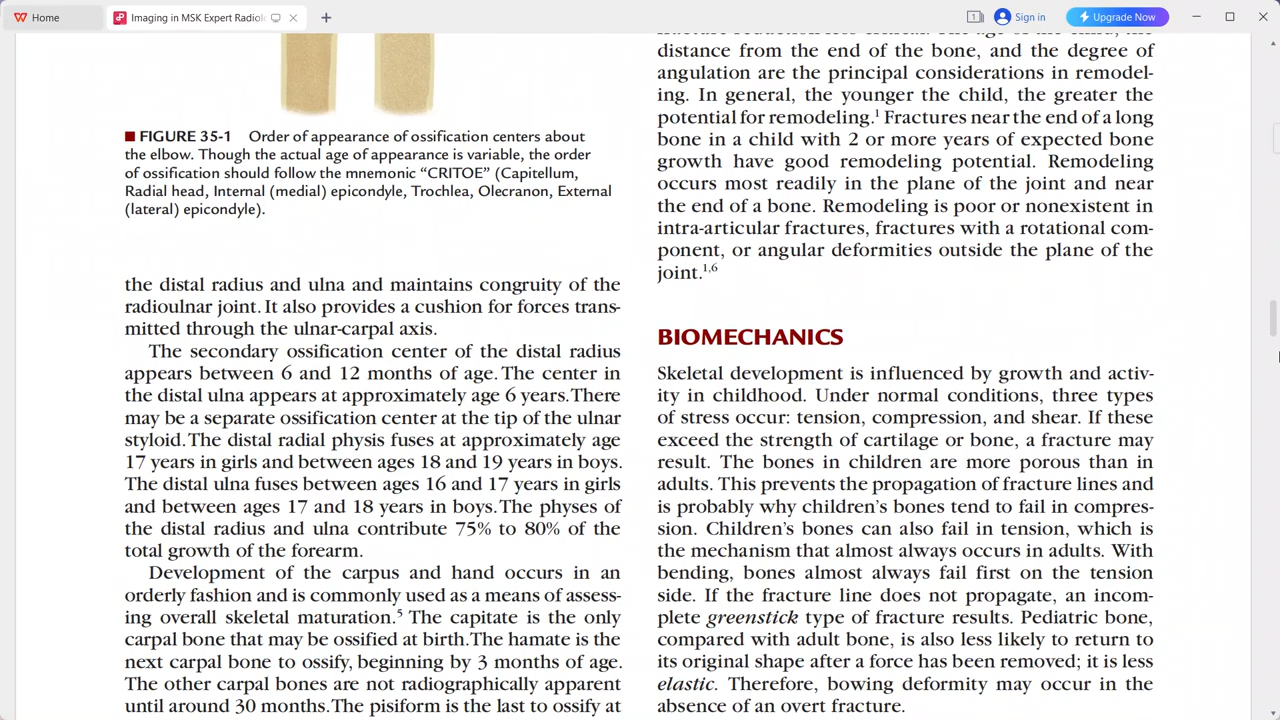 Home
Imaging in MSK Expert Radiol
1
Sign in
Upgrade Now
FIGURE 35-1 Order of appearance of ossification centers about
the elbow. Though the actual age of appearance is variable, the order
of ossification should follow the mnemonic “CRITOE” (Capitellum,
Radial head, Internal (medial) epicondyle, Trochlea, Olecranon, External
(lateral) epicondyle).
the distal radius and ulna and maintains congruity of the
radioulnar joint. It also provides a cushion for forces trans-
mitted through the ulnar-carpal axis.
The secondary ossification center of the distal radius
appears between 6 and 12 months of age. The center in
the distal ulna appears at approximately age 6 years. There
may be a separate ossification center at the tip of the ulnar
styloid. The distal radial physis fuses at approximately age
17 years in girls and between ages 18 and 19 years in boys.
The distal ulna fuses between ages 16 and 17 years in girls
and between ages 17 and 18 years in boys. The physes of
the distal radius and ulna contribute 75% to 80% of the
total growth of the forearm.
Development of the carpus and hand occurs in an
orderly fashion and is commonly used as a means of assess-
ing overall skeletal maturation.5 The capitate is the only
carpal bone that may be ossified at birth. The hamate is the
next carpal bone to ossify, beginning by 3 months of age.
The other carpal bones are not radiographically apparent
until around 30 months. The pisiform is the last to ossify at
fracture reduction less critical. The age of the child, the
distance from the end of the bone, and the degree of
angulation are the principal considerations in remodel-
ing. In general, the younger the child, the greater the
potential for remodeling.1 Fractures near the end of a long
bone in a child with 2 or more years of expected bone
growth have good remodeling potential. Remodeling
occurs most readily in the plane of the joint and near
the end of a bone. Remodeling is poor or nonexistent in
intra-articular fractures, fractures with a rotational com-
ponent, or angular deformities outside the plane of the
joint.1,6
BIOMECHANICS
Skeletal development is influenced by growth and activ-
ity in childhood. Under normal conditions, three types
of stress occur: tension, compression, and shear. If these
exceed the strength of cartilage or bone, a fracture may
result. The bones in children are more porous than in
adults. This prevents the propagation of fracture lines and
is probably why children’s bones tend to fail in compres-
sion. Children’s bones can also fail in tension, which is
the mechanism that almost always occurs in adults. With
bending, bones almost always fail first on the tension
side. If the fracture line does not propagate, an incom-
plete greenstick type of fracture results. Pediatric bone,
compared with adult bone, is also less likely to return to
its original shape after a force has been removed; it is less
elastic. Therefore, bowing deformity may occur in the
absence of an overt fracture.